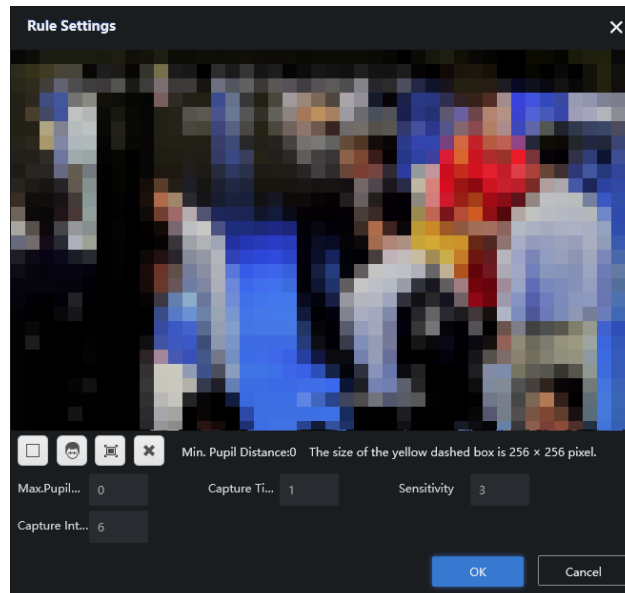 Rule Settings
Min. Pupil Distance:0 The size of the yellow dashed box is 256 × 256 pixel.
Max.Pupil... 0 Capture Ti... 1 Sensitivity 3
Capture Int... 6
OK Cancel